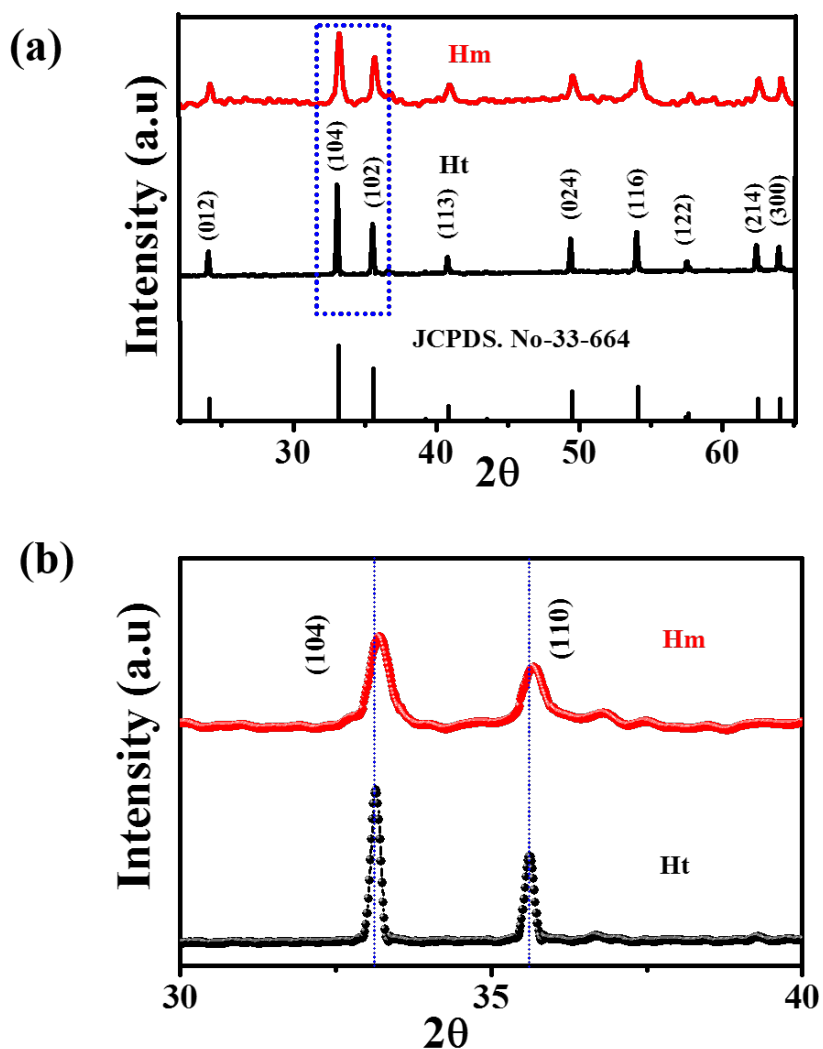 (a)
Hm
Ht
(012)
(104)
(102)
(113)
(024)
(116)
(122)
(214)
(300)
JCPDS. No-33-664
Intensity (a.u)
30
40
50
60
2θ
(b)
(104)
(110)
Hm
Ht
Intensity (a.u)
30
35
40
2θ